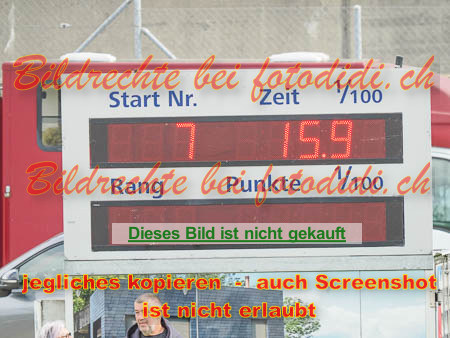 Bildrechte bei fotodidi.ch
Start Nr. Zeit 1/100
7 15.9
Bildrechte bei fotodidi.ch
Rang Punkte 1/100
Dieses Bild ist nicht gekauft
jegliches kopieren - auch Screenshot
ist nicht erlaubt